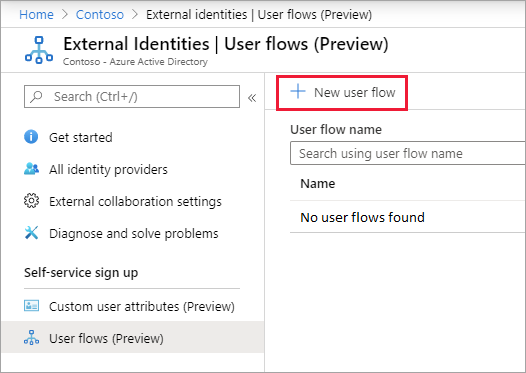 Home > Contoso > External identities | User flows (Preview)
External Identities | User flows (Preview)
Contoso - Azure Active Directory
Search (Ctrl+/)
«
Get started
All identity providers
External collaboration settings
Diagnose and solve problems
Self-service sign up
Custom user attributes (Preview)
User flows (Preview)
+ New user flow
User flow name
Search using user flow name
Name
No user flows found